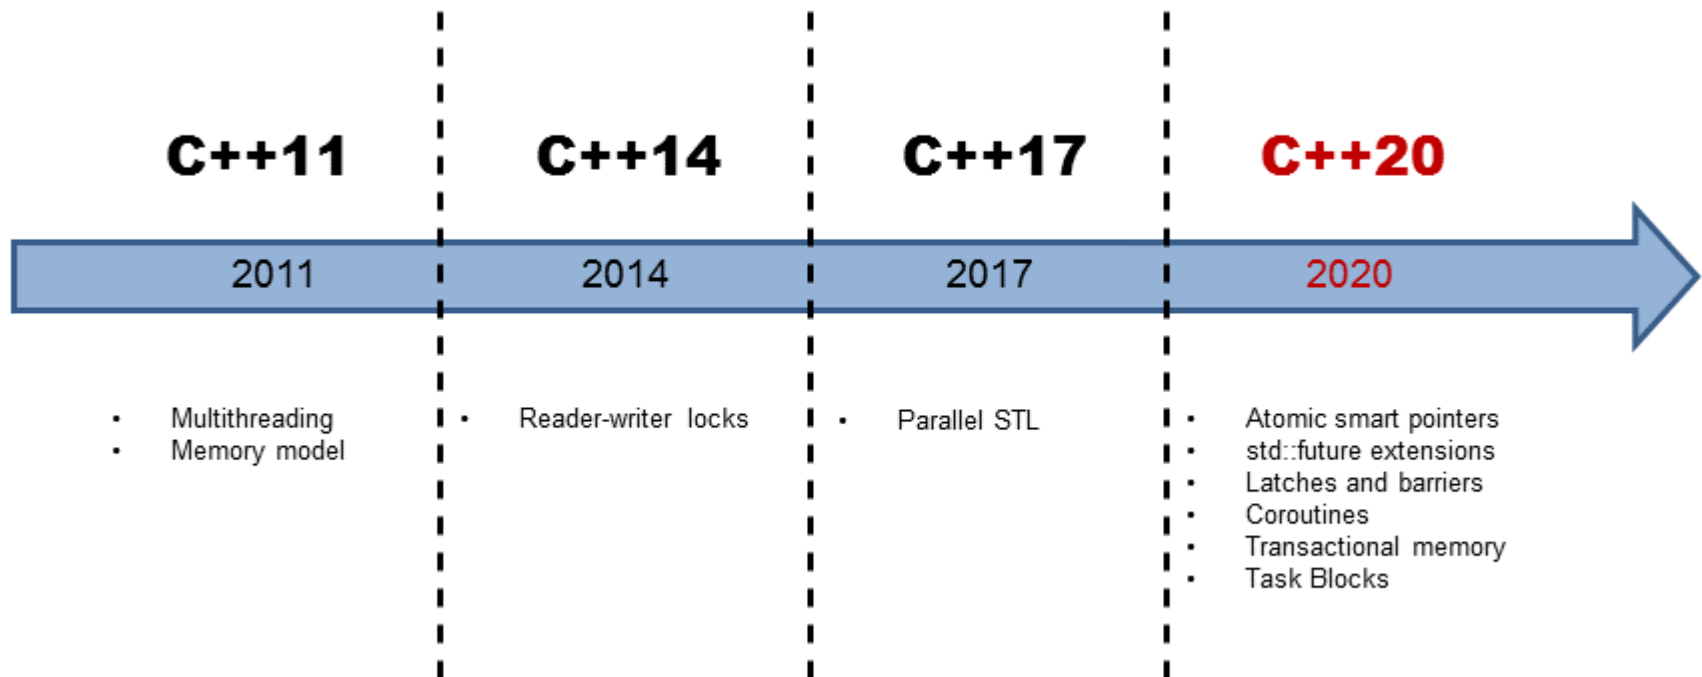 C++11
C++14
C++17
C++20
2011
2014
2017
2020
• Multithreading
• Memory model
• Reader-writer locks
• Parallel STL
• Atomic smart pointers
• std::future extensions
• Latches and barriers
• Coroutines
• Transactional memory
• Task Blocks